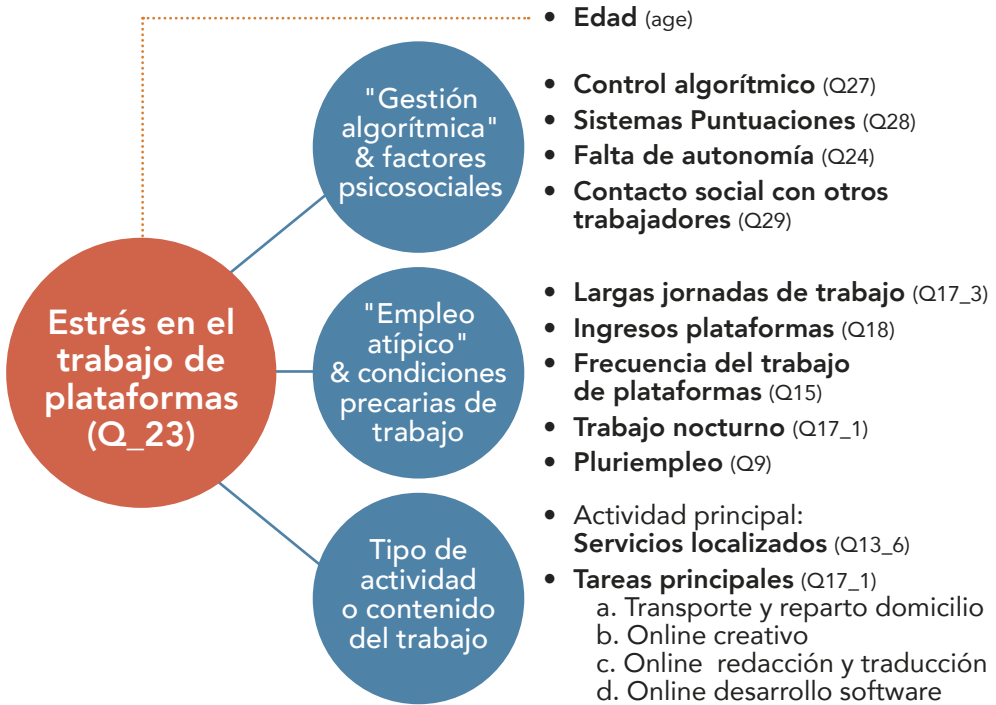 • Edad (age)
"Gestión
algorítmica"
& factores
psicosociales
• Control algorítmico (Q27)
• Sistemas Puntuaciones (Q28)
• Falta de autonomía (Q24)
• Contacto social con otros
trabajadores (Q29)
Estrés en el
trabajo de
plataformas
(Q_23)
"Empleo
atípico"
& condiciones
precarias de
trabajo
• Largas jornadas de trabajo (Q17_3)
• Ingresos plataformas (Q18)
• Frecuencia del trabajo
de plataformas (Q15)
• Trabajo nocturno (Q17_1)
• Pluriempleo (Q9)
Tipo de
actividad
o contenido
del trabajo
• Actividad principal:
Servicios localizados (Q13_6)
• Tareas principales (Q17_1)
a. Transporte y reparto domicilio
b. Online creativo
c. Online redacción y traducción
d. Online desarrollo software